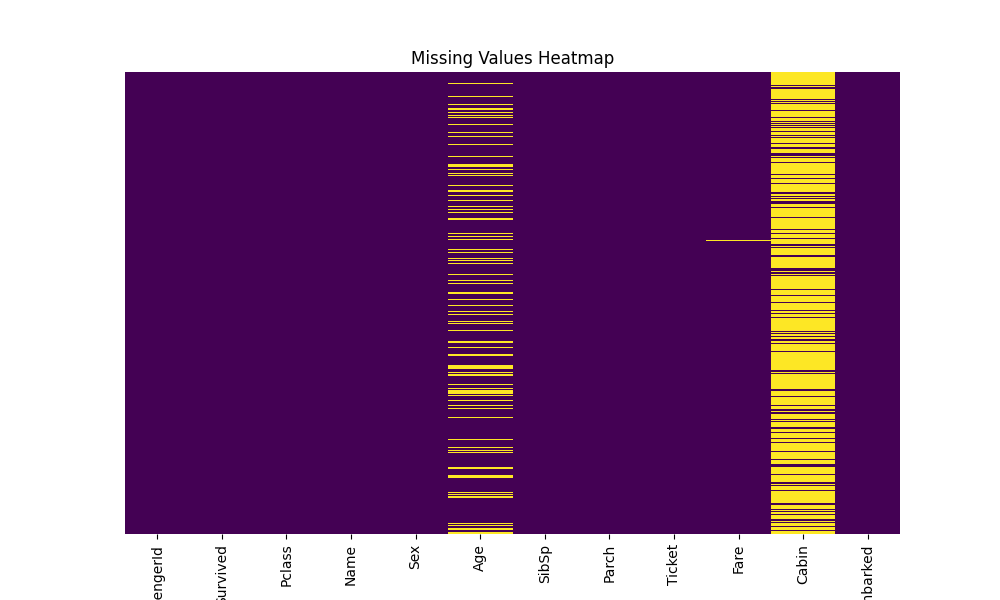 Missing Values Heatmap
engerId
urvived
Pclass
Name
Sex
Age
SibSp
Parch
Ticket
Fare
Cabin
barked